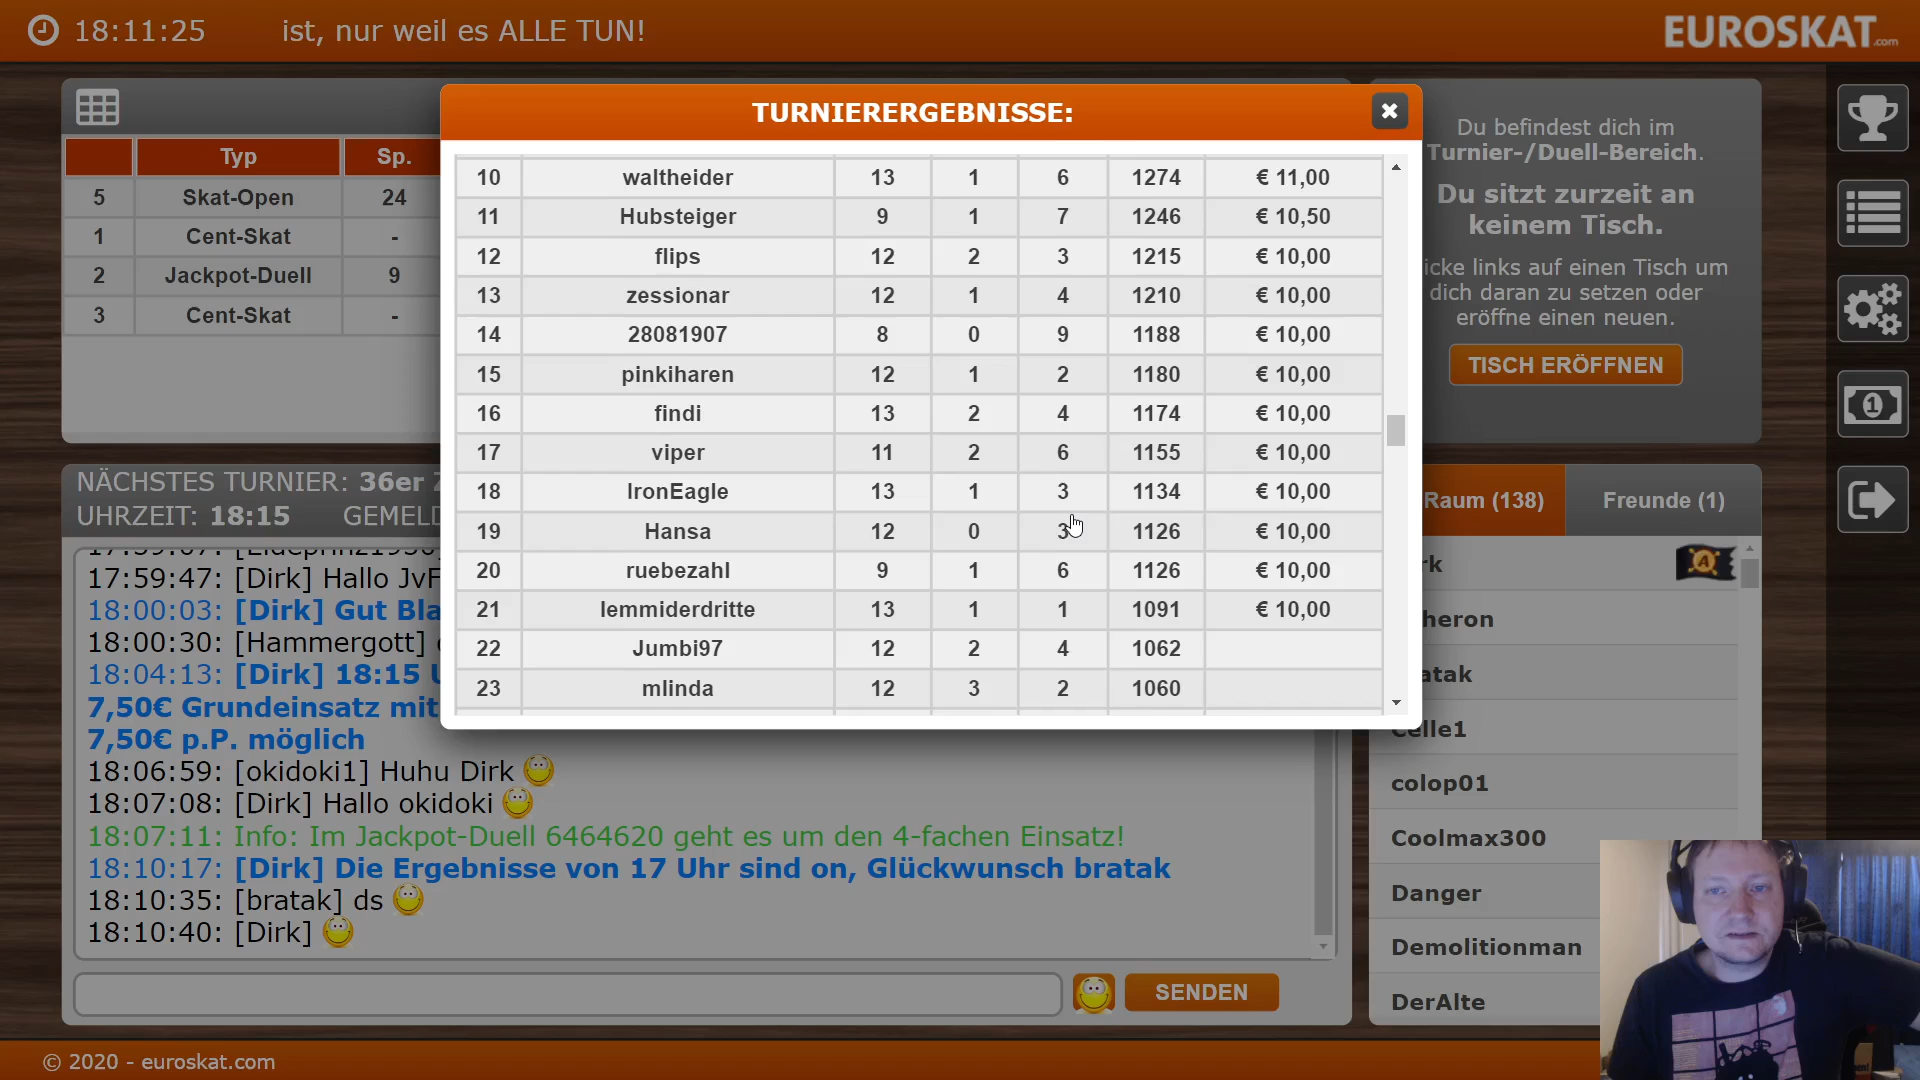 18:11:25 ist, nur weil es ALLE TUN!
EUROSKAT.com
Typ Sp.
5 Skat-Open 24
1 Cent-Skat -
2 Jackpot-Duell 9
3 Cent-Skat -
TURNIERERGEBNISSE:
10 waltheider 13 1 6 1274 € 11,00
11 Hubsteiger 9 1 7 1246 € 10,50
12 flips 12 2 3 1215 € 10,00
13 zessionar 12 1 4 1210 € 10,00
14 28081907 8 0 9 1188 € 10,00
15 pinkiharen 12 1 2 1180 € 10,00
16 findi 13 2 4 1174 € 10,00
17 viper 11 2 6 1155 € 10,00
18 IronEagle 13 1 3 1134 € 10,00
19 Hansa 12 0 3 1126 € 10,00
20 ruebezahl 9 1 6 1126 € 10,00
21 lemmiderdritte 13 1 1 1091 € 10,00
22 Jumbi97 12 2 4 1062
23 mlinda 12 3 2 1060
Du befindest dich im
Turnier-/Duell-Bereich.
Du sitzt zurzeit an
keinem Tisch.
icke links auf einen Tisch um
dich daran zu setzen oder
eröffne einen neuen.
TISCH ERÖFFNEN
NÄCHSTES TURNIER: 36er
UHRZEIT: 18:15 GEMELD
17:59:47: [Dirk] Hallo JvF
18:00:03: [Dirk] Gut Bla
18:00:30: [Hammergott]
18:04:13: [Dirk] 18:15 U
7,50€ Grundeinsatz mit
7,50€ p.P. möglich
18:06:59: [okidoki1] Huhu Dirk
18:07:08: [Dirk] Hallo okidoki
18:07:11: Info: Im Jackpot-Duell 6464620 geht es um den 4-fachen Einsatz!
18:10:17: [Dirk] Die Ergebnisse von 17 Uhr sind on, Glückwunsch bratak
18:10:35: [bratak] ds
18:10:40: [Dirk]
SENDEN
Raum (138) Freunde (1)
rk
heron
atak
Celle1
colop01
Coolmax300
Danger
Demolitionman
DerAlte
© 2020 - euroskat.com